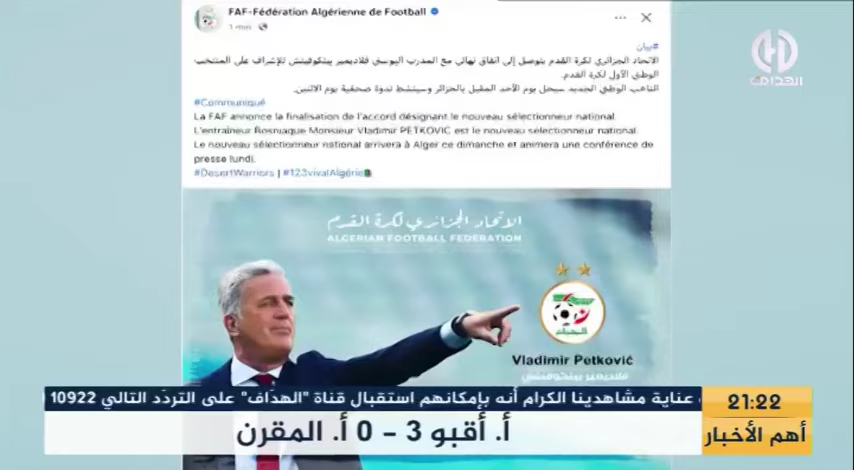 FAF-Fédération Algérienne de Football
1 min
الهداف
#بيان
الاتحاد الجزائري لكرة القدم يتوصل إلى اتفاق نهائي مع المدرب البوسني فلاديمير بيتكوفيتش للإشراف على المنتخب
الوطني الأول لكرة القدم.
الناخب الوطني الجديد سيحل يوم الأحد المقبل بالجزائر وسينشط ندوة صحفية يوم الاثنين.
#Communiqué
La FAF annonce la finalisation de l'accord désignant le nouveau sélectionneur national.
L'entraîneur Bosniaque Monsieur Vladimir PETKOVIC est le nouveau sélectionneur national.
Le nouveau sélectionneur national arrivera à Alger ce dimanche et animera une conférence de
presse lundi.
#DesertWarriors | #123vivalAlgérie
الاتحاد الجزائري لكرة القدم
ALGERIAN FOOTBALL FEDERATION
Vladimir Petković
فلاديمير بيتكوفيتش
عناية مشاهدينا الكرام أنه بإمكانهم استقبال قناة "الهدّاف" على التردّد التالي 10922
21:22
أهم الأخبار
أ. أقبو 3 - 0 أ. المقرن